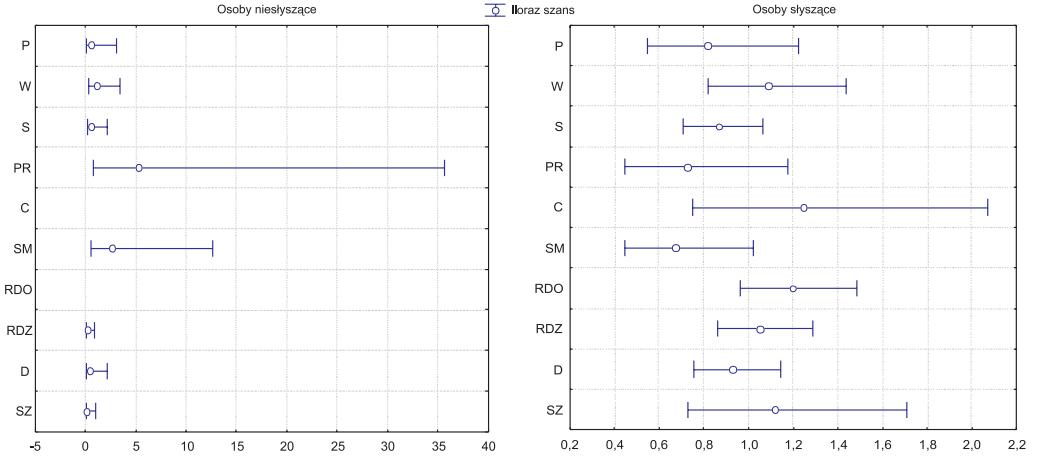 Osoby niesłyszące
Iloraz szans
Osoby słyszące
P
W
S
PR
C
SM
RDO
RDZ
D
SZ
-5 0 5 10 15 20 25 30 35 40
P
W
S
PR
C
SM
RDO
RDZ
D
SZ
0,2 0,4 0,6 0,8 1,0 1,2 1,4 1,6 1,8 2,0 2,2